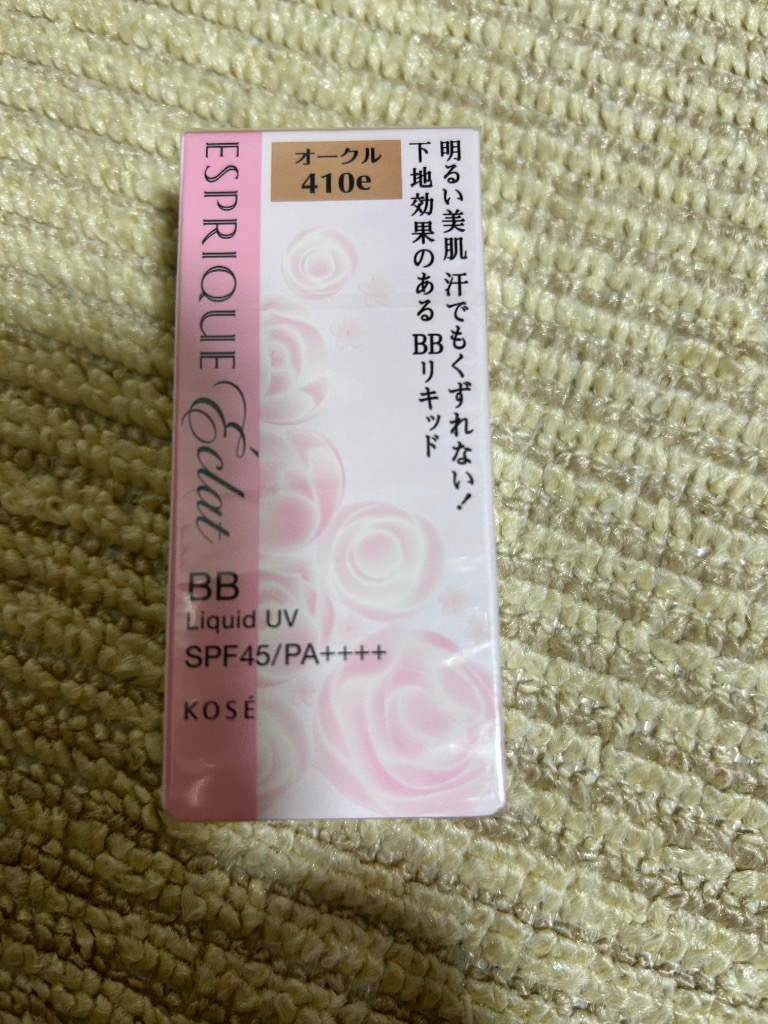 オークル
410e
明るい美肌 汗でもくずれない!
下地効果のある BBリキッド
ESPRIQUE Éclat
BB
Liquid UV
SPF45/PA++++
KOSÉ